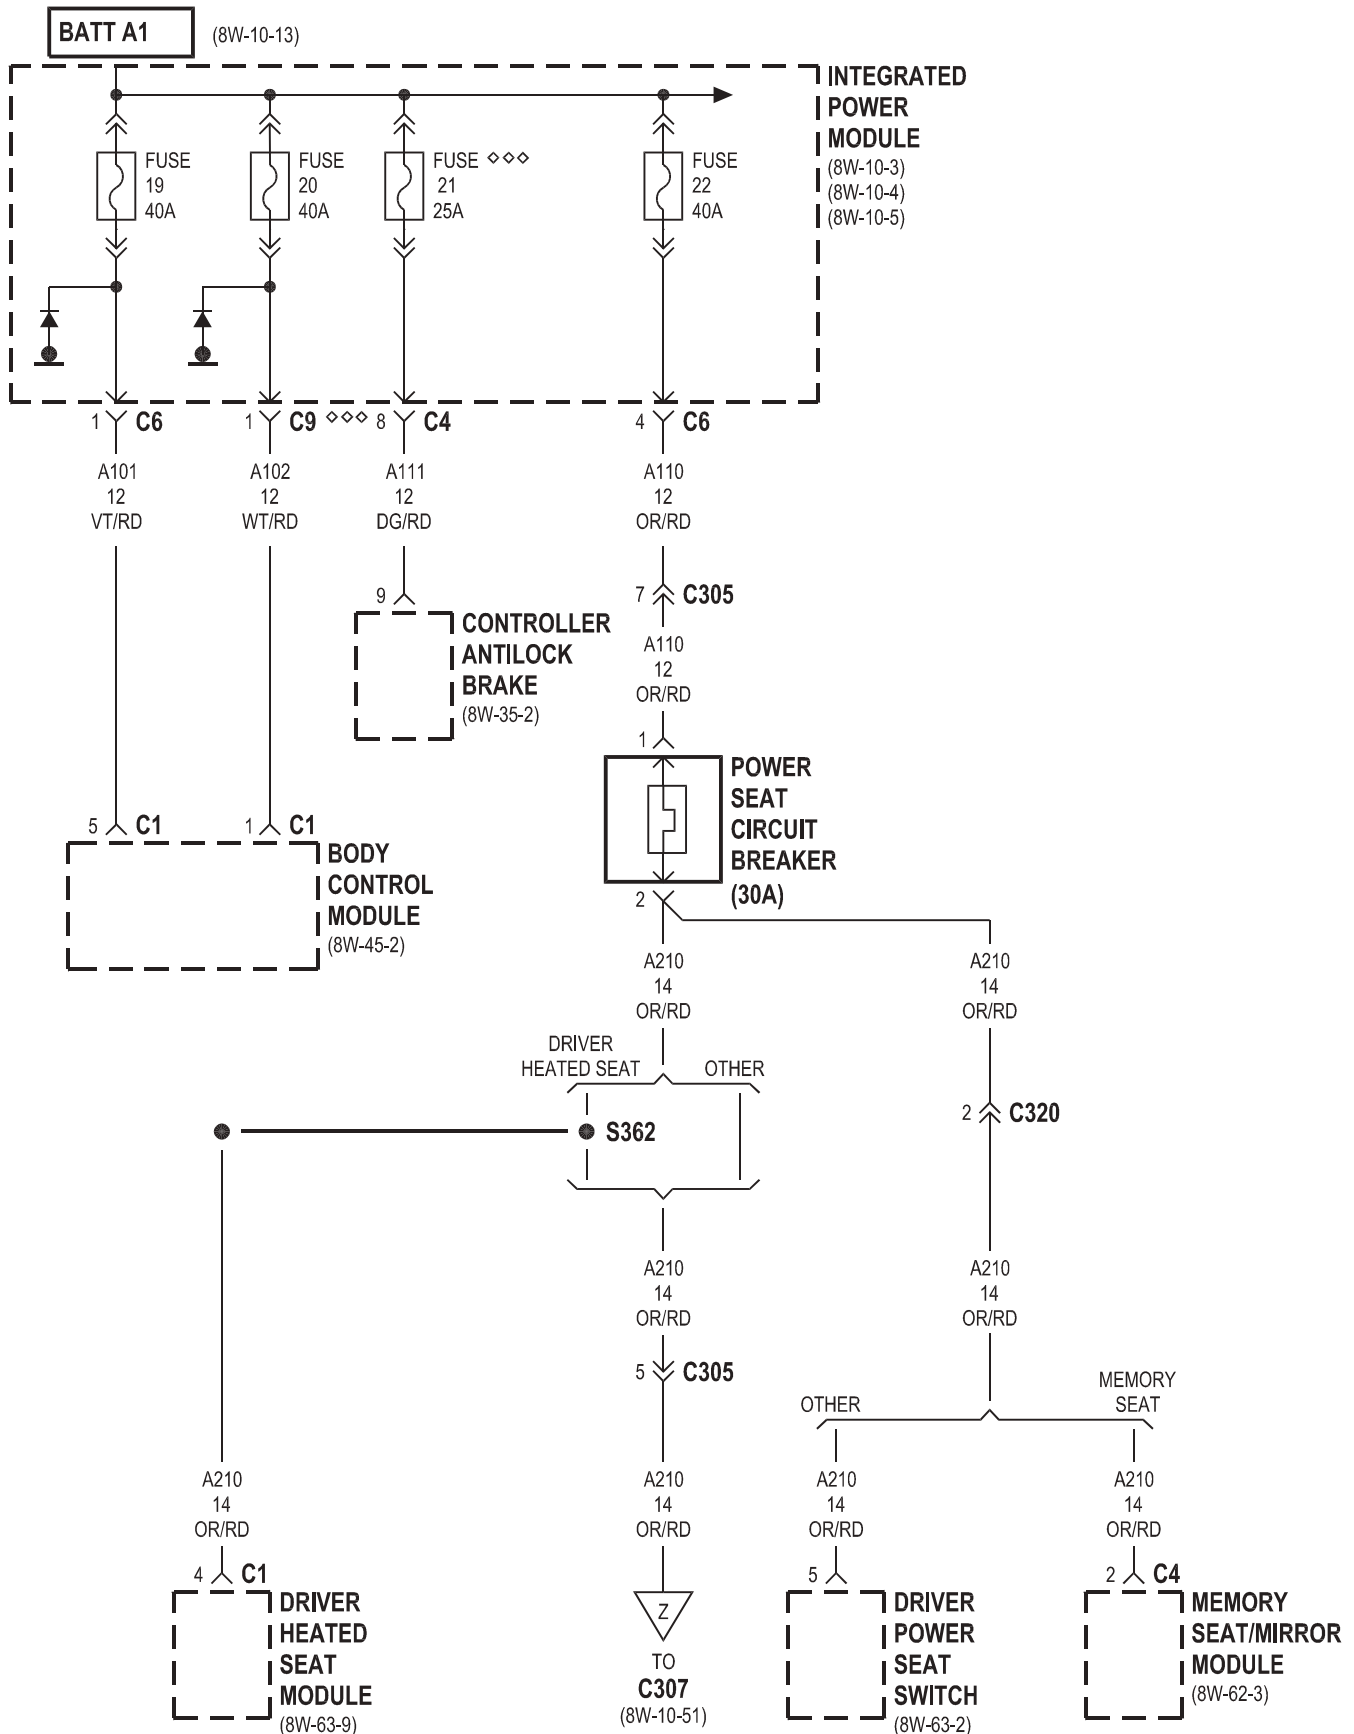 BATT A1
(8W-10-13)
INTEGRATED
POWER
MODULE
(8W-10-3)
(8W-10-4)
(8W-10-5)
FUSE
19
40A
FUSE
20
40A
FUSE ◇◇◇
21
25A
FUSE
22
40A
1 C6
1 C9
◇◇◇ 8 C4
4 C6
A101
12
VT/RD
A102
12
WT/RD
A111
12
DG/RD
A110
12
OR/RD
9
CONTROLLER
ANTILOCK
BRAKE
(8W-35-2)
7 C305
A110
12
OR/RD
1
POWER
SEAT
CIRCUIT
BREAKER
(30A)
2
5 C1
1 C1
BODY
CONTROL
MODULE
(8W-45-2)
A210
14
OR/RD
A210
14
OR/RD
DRIVER
HEATED SEAT
OTHER
S362
2 C320
A210
14
OR/RD
A210
14
OR/RD
5 C305
OTHER
MEMORY
SEAT
A210
14
OR/RD
A210
14
OR/RD
A210
14
OR/RD
A210
14
OR/RD
4 C1
DRIVER
HEATED
SEAT
MODULE
(8W-63-9)
Z
TO
C307
(8W-10-51)
5
DRIVER
POWER
SEAT
SWITCH
(8W-63-2)
2 C4
MEMORY
SEAT/MIRROR
MODULE
(8W-62-3)